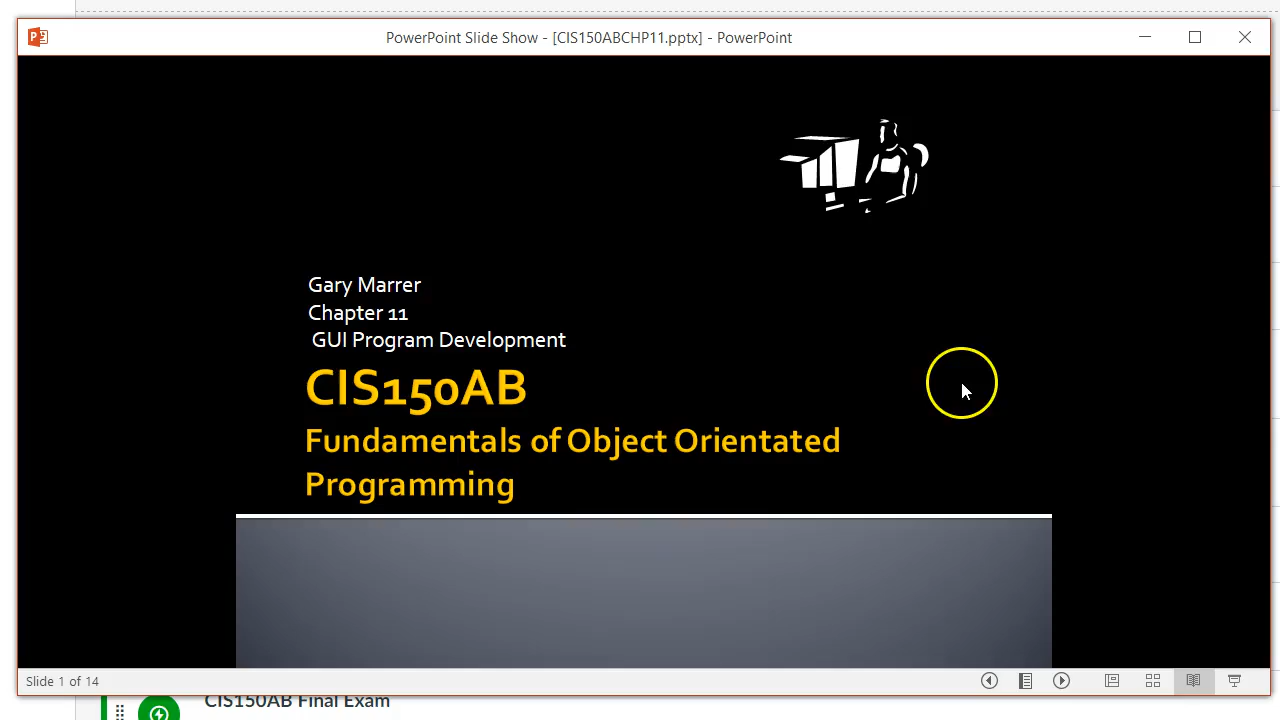 PowerPoint Slide Show - [CIS150ABCHP11.pptx] - PowerPoint
Gary Marrer
Chapter 11
GUI Program Development
CIS150AB
Fundamentals of Object Orientated
Programming
Slide 1 of 14
CIS150AB Final Exam